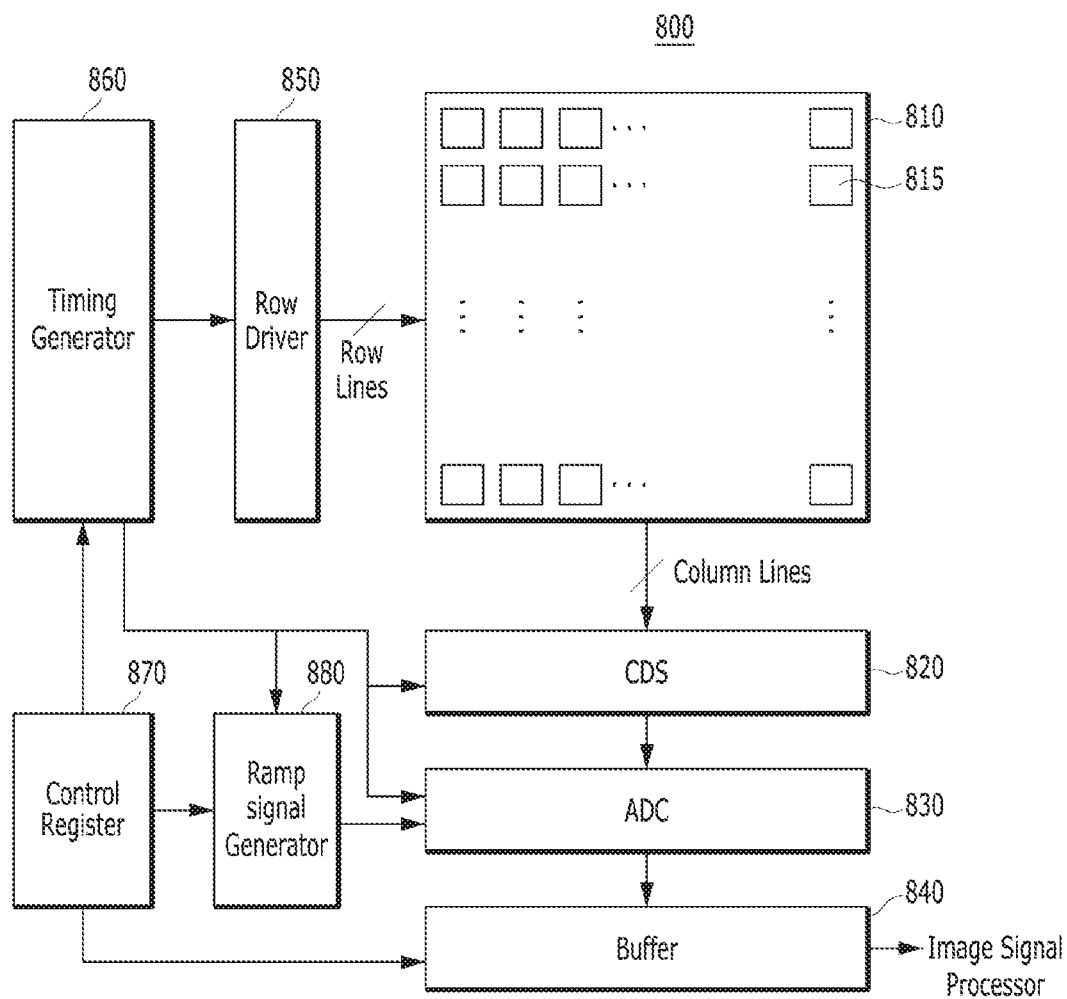 800
860
850
810
815
Timing
Generator
Row
Driver
Row
Lines
Column Lines
870
880
CDS
820
Control
Register
Ramp
signal
Generator
ADC
830
840
Buffer
Image Signal
Processor